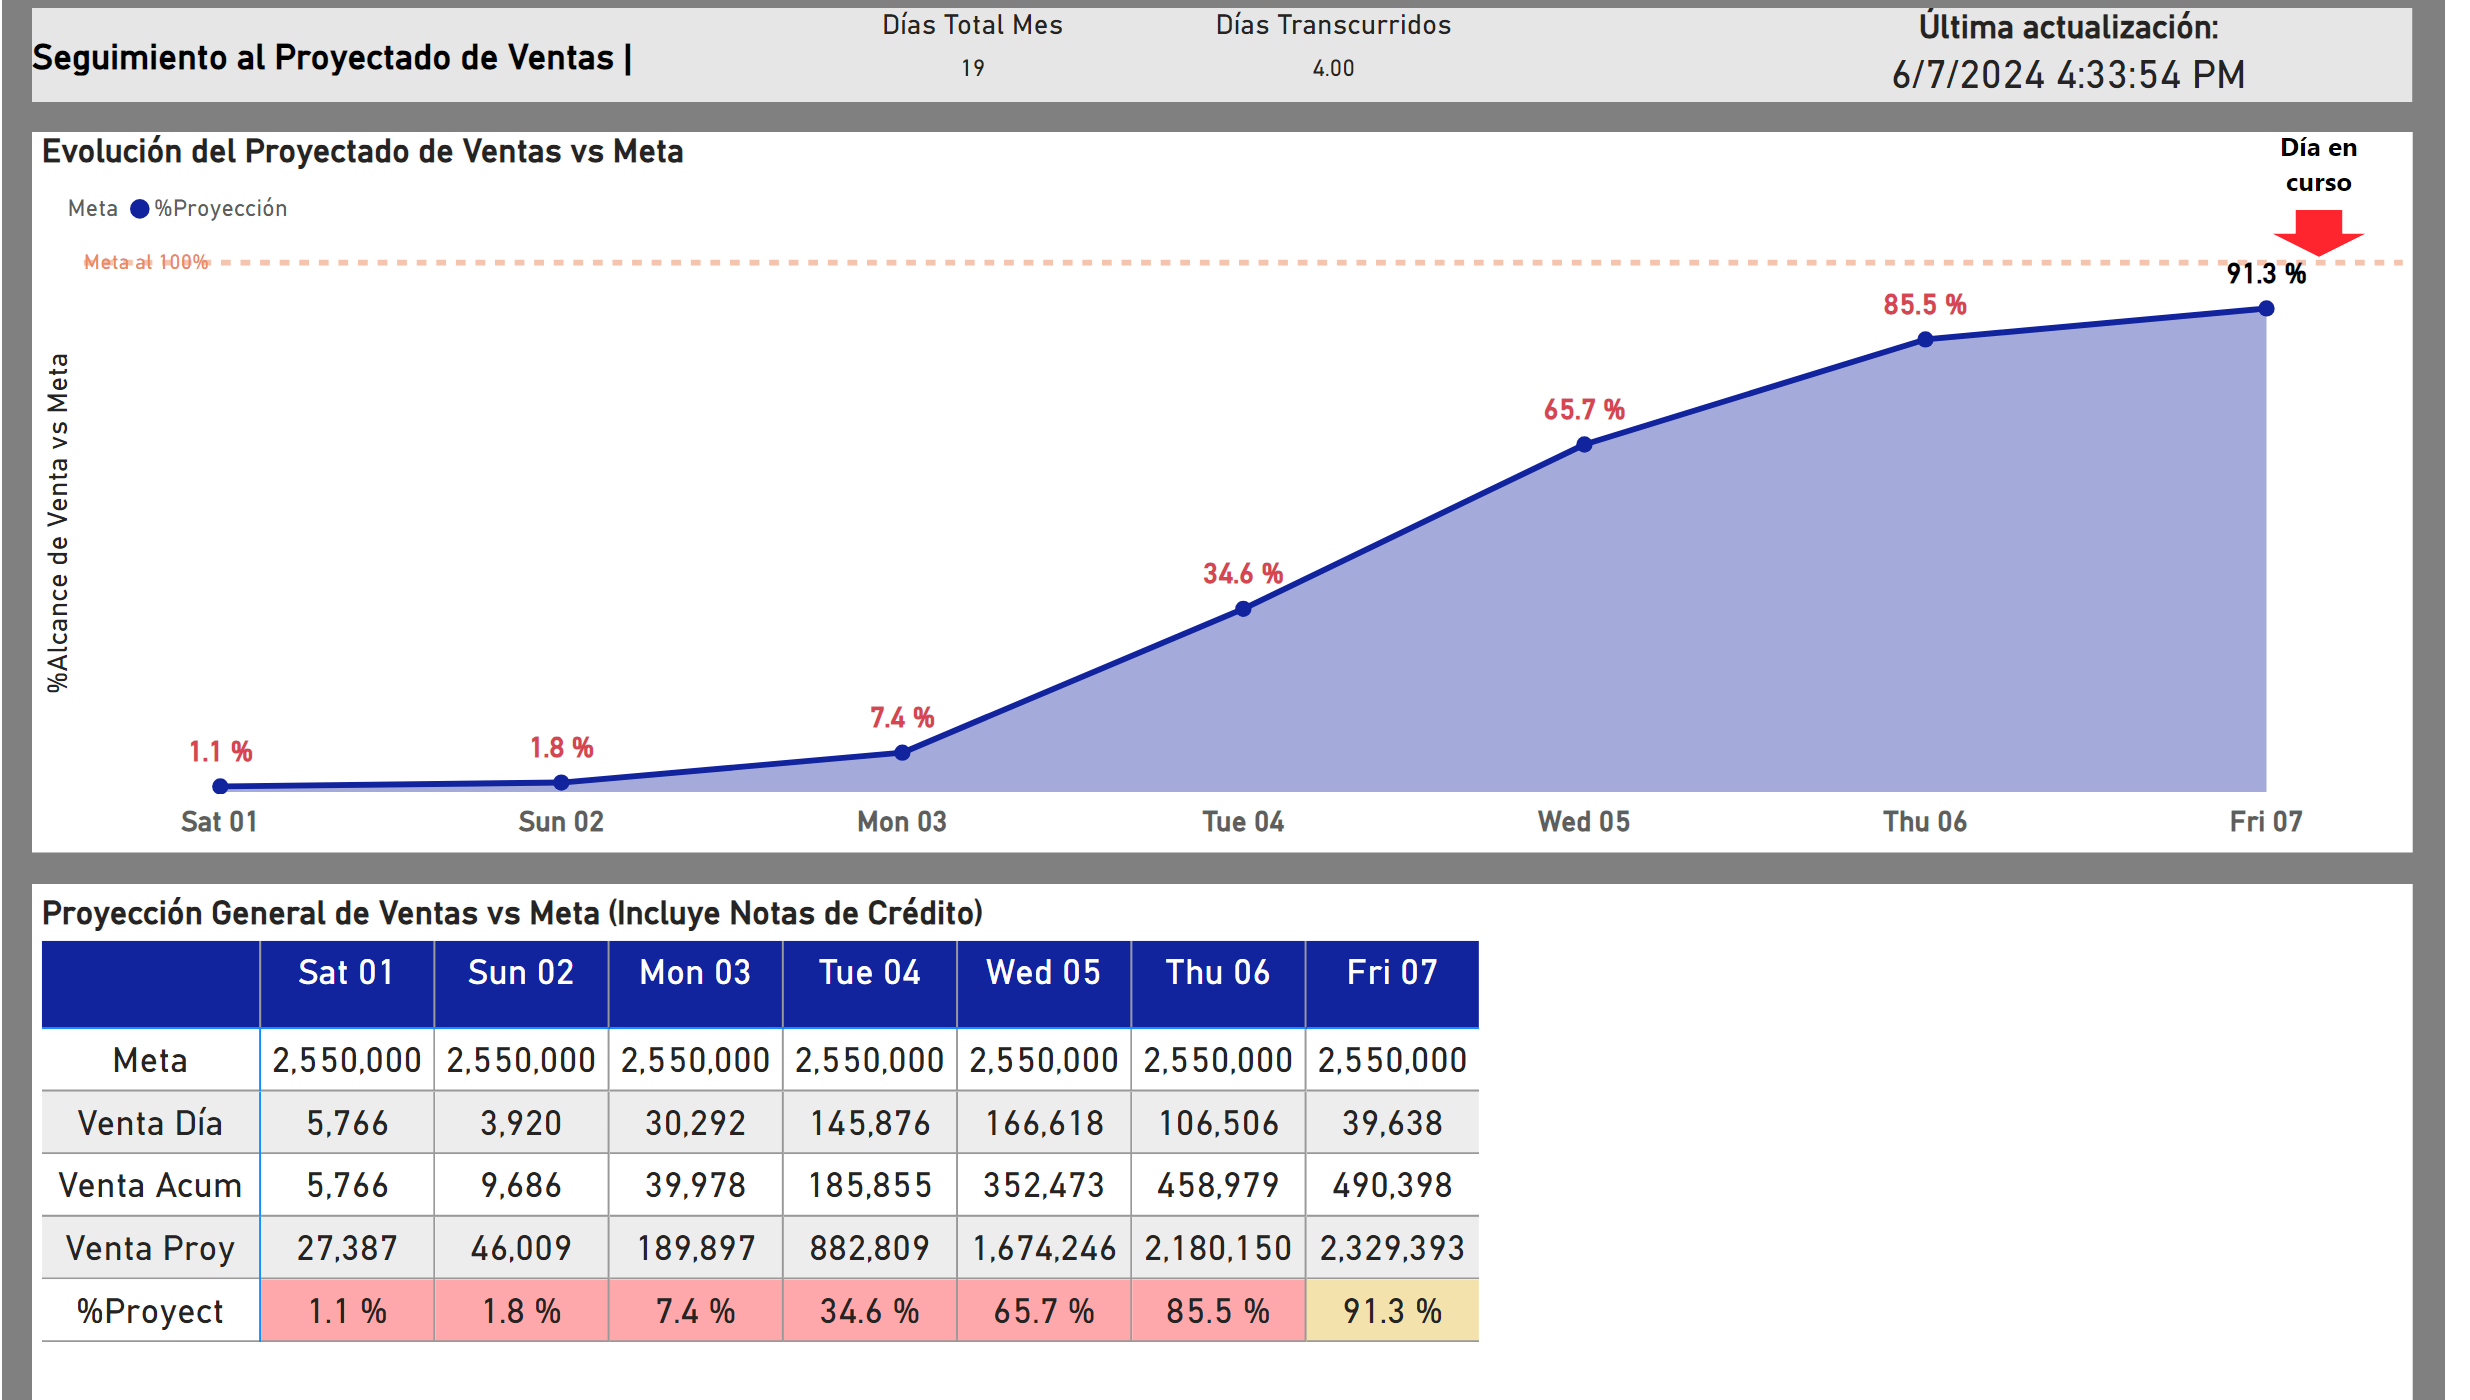 Seguimiento al Proyectado de Ventas |
Días Total Mes
19
Días Transcurridos
4.00
Última actualización:
6/7/2024 4:33:54 PM
Evolución del Proyectado de Ventas vs Meta
Día en
curso
Meta %Proyección
Meta al 100%
%Alcance de Venta vs Meta
1.1 % 1.8 % 7.4 % 34.6 % 65.7 % 85.5 % 91.3 %
Sat 01 Sun 02 Mon 03 Tue 04 Wed 05 Thu 06 Fri 07
Proyección General de Ventas vs Meta (Incluye Notas de Crédito)
Sat 01 Sun 02 Mon 03 Tue 04 Wed 05 Thu 06 Fri 07
Meta 2,550,000 2,550,000 2,550,000 2,550,000 2,550,000 2,550,000 2,550,000
Venta Día 5,766 3,920 30,292 145,876 166,618 106,506 39,638
Venta Acum 5,766 9,686 39,978 185,855 352,473 458,979 490,398
Venta Proy 27,387 46,009 189,897 882,809 1,674,246 2,180,150 2,329,393
%Proyect 1.1 % 1.8 % 7.4 % 34.6 % 65.7 % 85.5 % 91.3 %